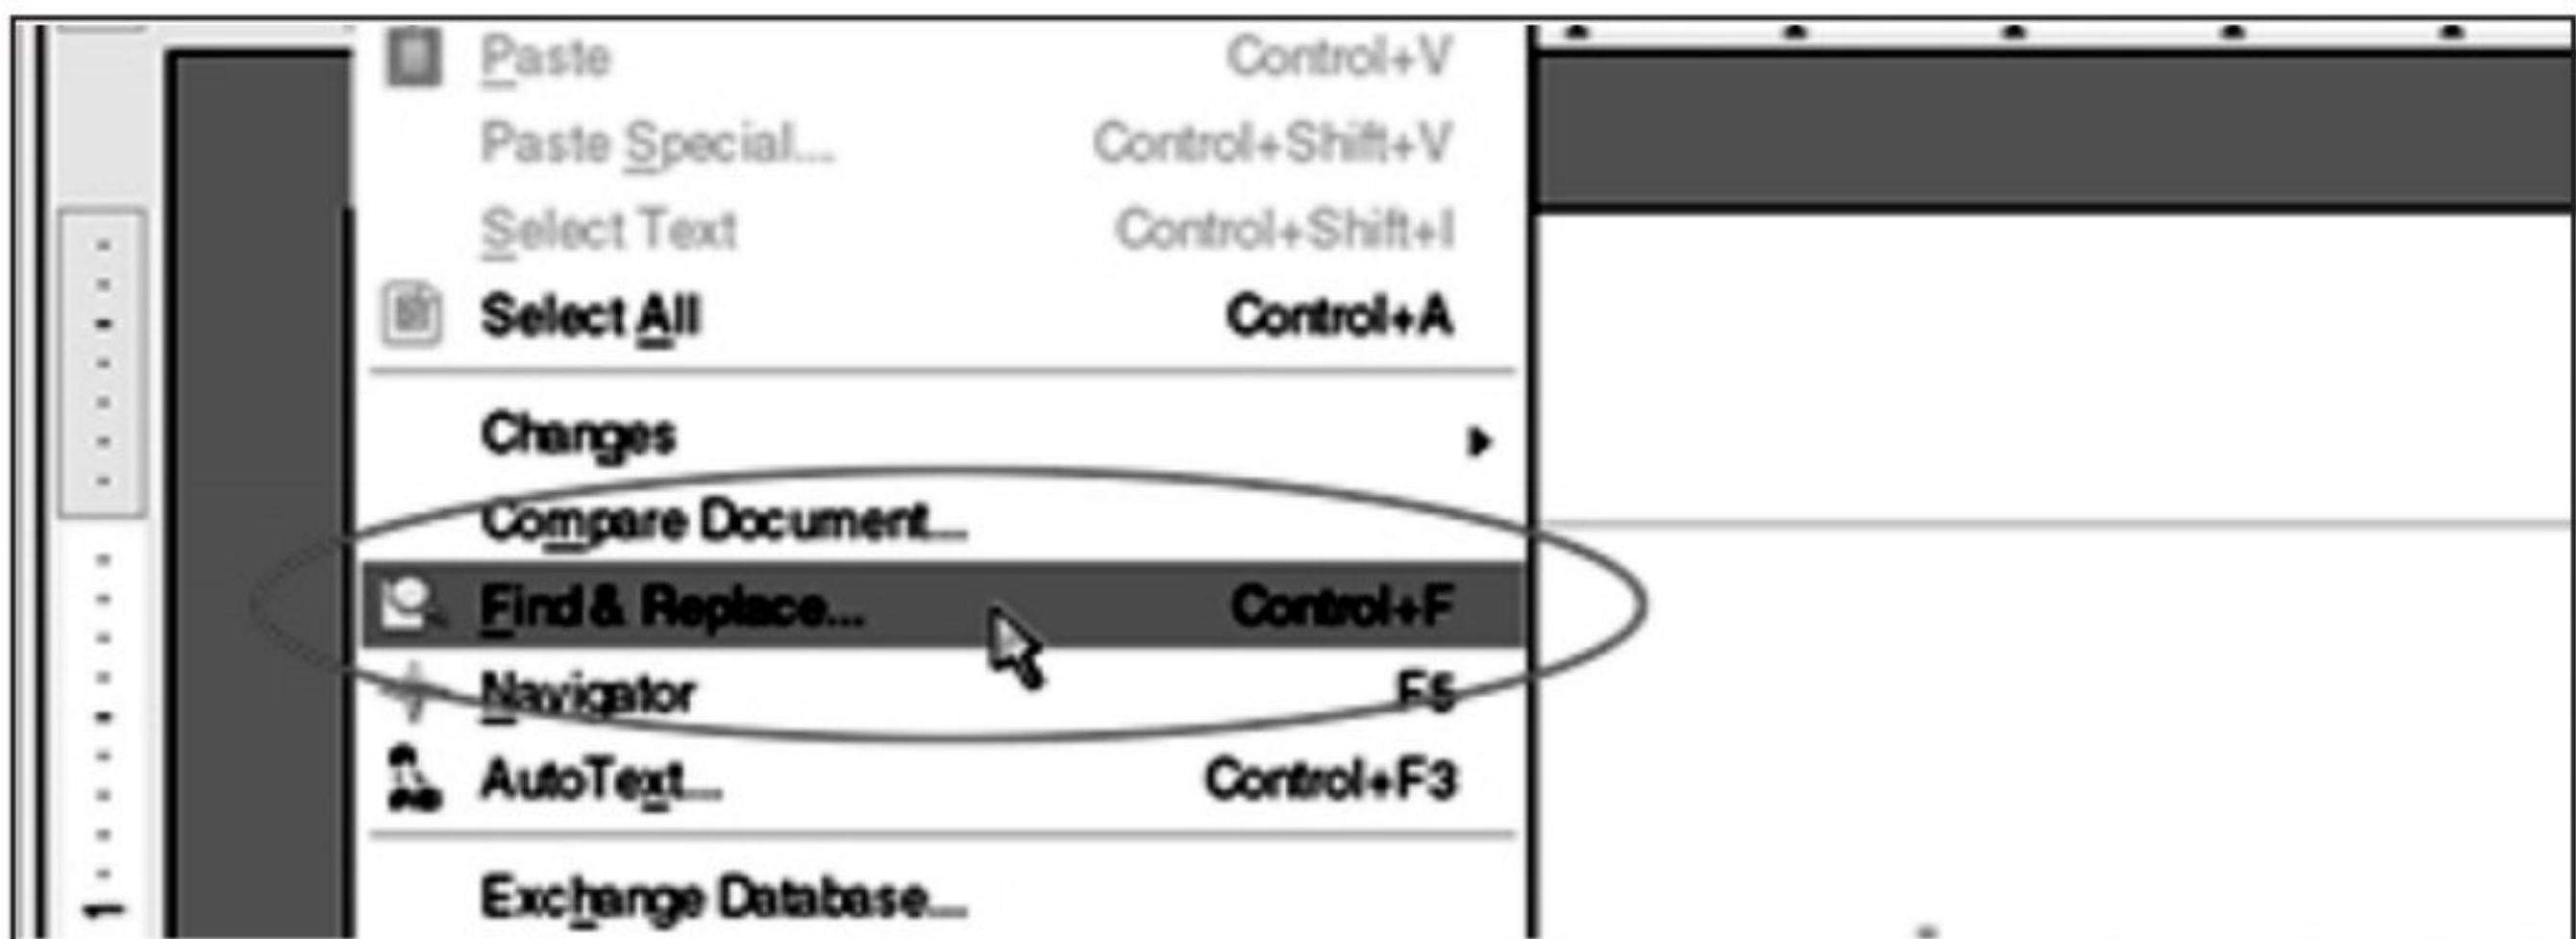 Paste Control+V
Paste Special... Control+Shift+V
Select Text Control+Shift+I
Select All Control+A
Changes
Compare Document...
Find & Replace... Control+F
Navigator F5
AutoText... Control+F3
Exchange Database...
1